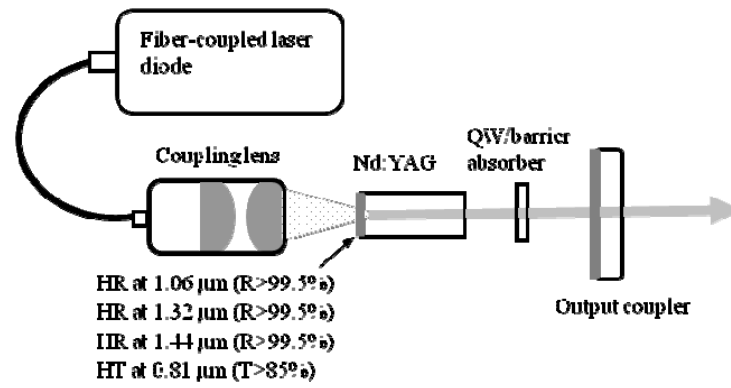 Fiber-coupled laser
diode
Coupling lens
Nd:YAG
QW/barrier
absorber
HR at 1.06 µm (R>99.5%)
HR at 1.32 µm (R>99.5%)
HR at 1.44 µm (R>99.5%)
HT at 0.81 µm (T>85%)
Output coupler